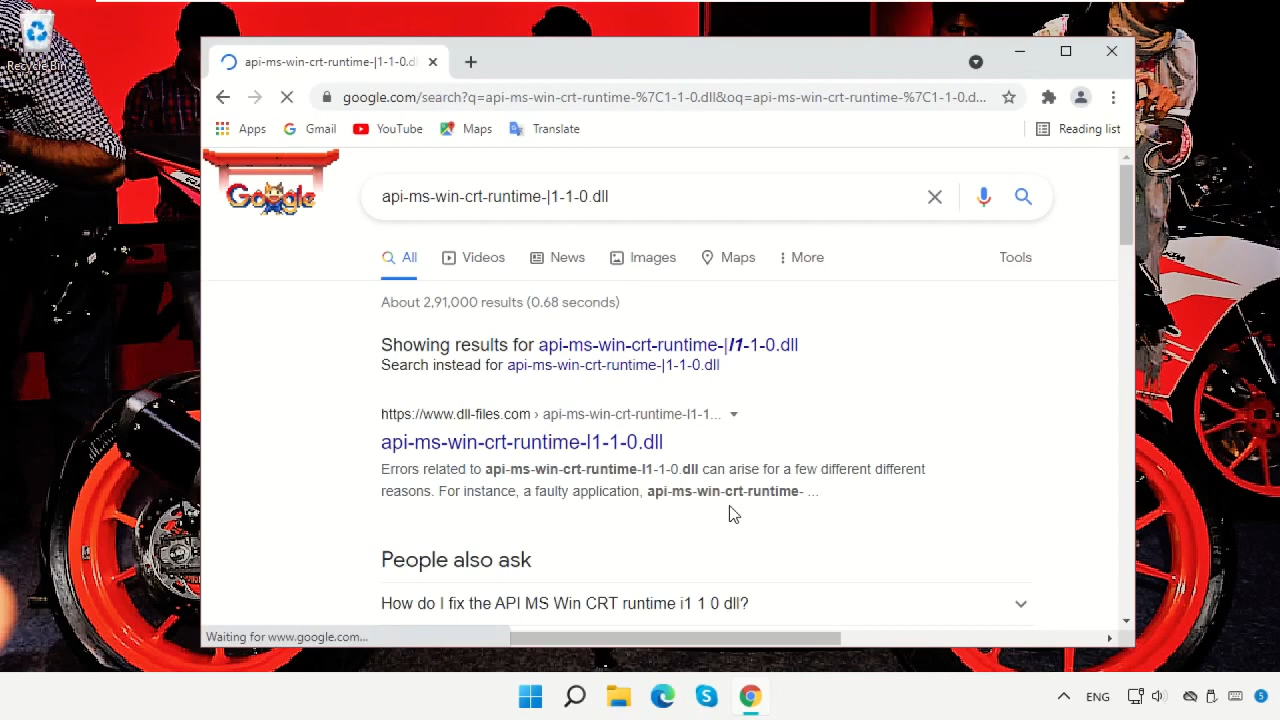 Recycle Bin
api-ms-win-crt-runtime-|1-1-0.d
google.com/search?q=api-ms-win-crt-runtime-%7C1-1-0.dll&oq=api-ms-win-crt-runtime-%7C1-1-0.d...
Apps Gmail YouTube Maps Translate Reading list
Google
api-ms-win-crt-runtime-|1-1-0.dll
All Videos News Images Maps More Tools
About 2,91,000 results (0.68 seconds)
Showing results for api-ms-win-crt-runtime-|l1-1-0.dll
Search instead for api-ms-win-crt-runtime-|1-1-0.dll
https://www.dll-files.com › api-ms-win-crt-runtime-l1-1...
api-ms-win-crt-runtime-l1-1-0.dll
Errors related to api-ms-win-crt-runtime-l1-1-0.dll can arise for a few different different
reasons. For instance, a faulty application, api-ms-win-crt-runtime- ...
People also ask
How do I fix the API MS Win CRT runtime i1 1 0 dll?
Waiting for www.google.com...
ENG 5